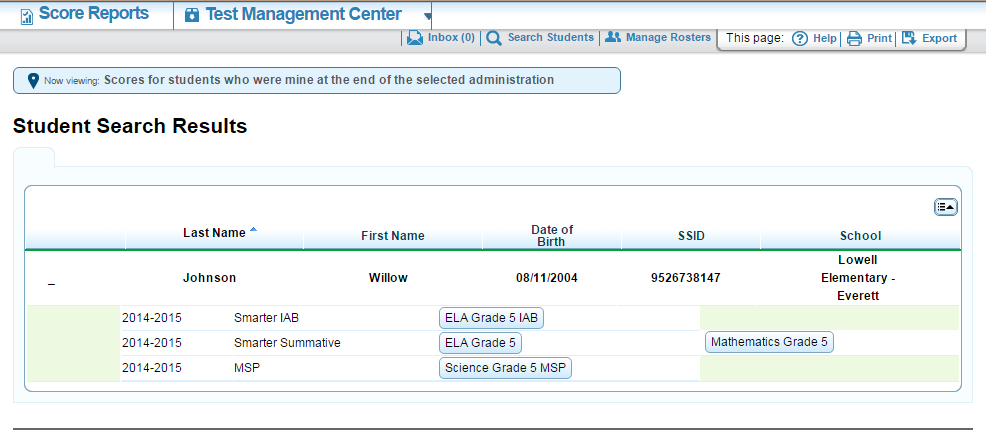 Score Reports Test Management Center
Inbox (0) Search Students Manage Rosters This page: Help Print Export
Now viewing: Scores for students who were mine at the end of the selected administration
Student Search Results
Last Name First Name Date of Birth SSID School
Johnson Willow 08/11/2004 9526738147 Lowell Elementary - Everett
2014-2015 Smarter IAB ELA Grade 5 IAB
2014-2015 Smarter Summative ELA Grade 5 Mathematics Grade 5
2014-2015 MSP Science Grade 5 MSP